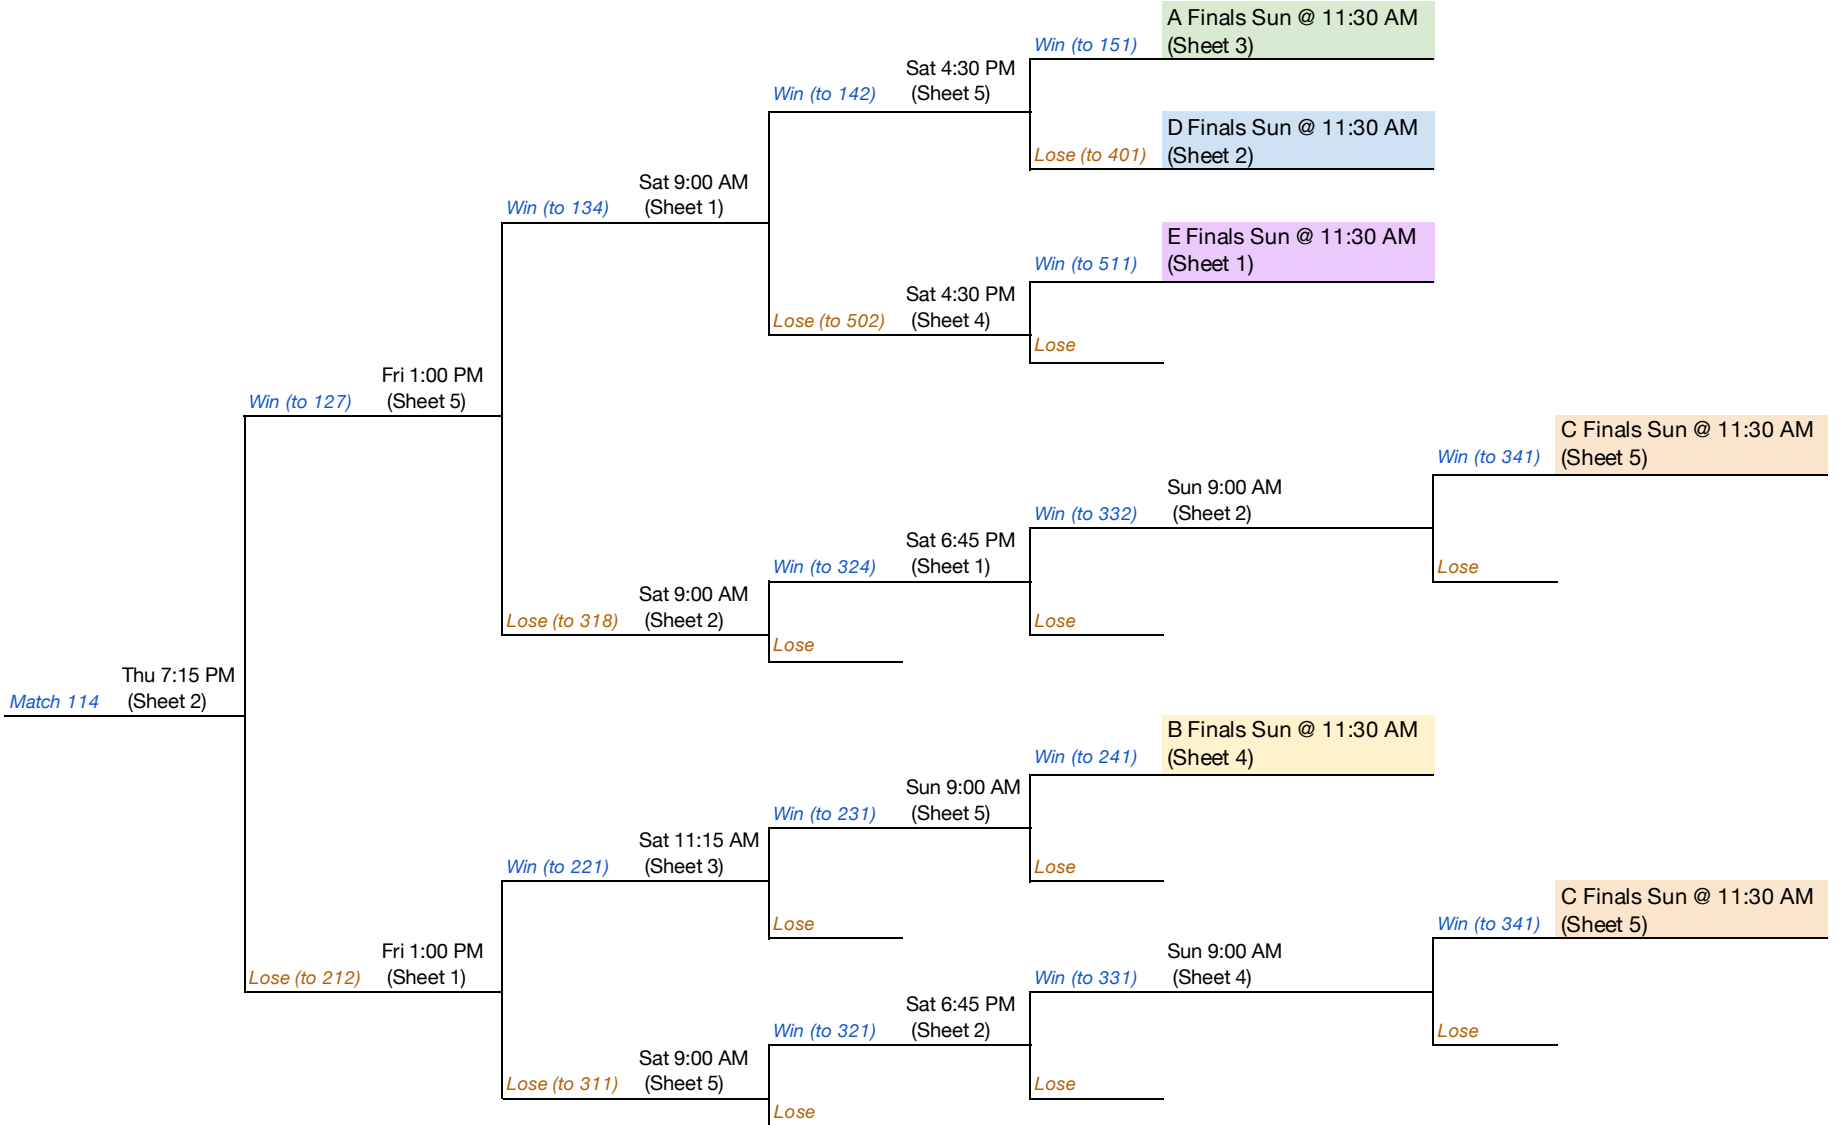 A Finals Sun @ 11:30 AM
Win (to 151) (Sheet 3)
Sat 4:30 PM
Win (to 142) (Sheet 5)
D Finals Sun @ 11:30 AM
Lose (to 401) (Sheet 2)
Sat 9:00 AM
Win (to 134) (Sheet 1)
E Finals Sun @ 11:30 AM
Win (to 511) (Sheet 1)
Sat 4:30 PM
Lose (to 502) (Sheet 4)
Lose
Fri 1:00 PM
Win (to 127) (Sheet 5)
C Finals Sun @ 11:30 AM
Win (to 341) (Sheet 5)
Sun 9:00 AM
Win (to 332) (Sheet 2)
Sat 6:45 PM
Win (to 324) (Sheet 1)
Lose
Sat 9:00 AM
Lose (to 318) (Sheet 2)
Lose
Lose
Thu 7:15 PM
Match 114 (Sheet 2)
B Finals Sun @ 11:30 AM
Win (to 241) (Sheet 4)
Sun 9:00 AM
Win (to 231) (Sheet 5)
Sat 11:15 AM
Win (to 221) (Sheet 3)
Lose
Lose
C Finals Sun @ 11:30 AM
Win (to 341) (Sheet 5)
Fri 1:00 PM
Lose (to 212) (Sheet 1)
Sun 9:00 AM
Win (to 331) (Sheet 4)
Sat 6:45 PM
Win (to 321) (Sheet 2)
Lose
Sat 9:00 AM
Lose (to 311) (Sheet 5)
Lose
Lose